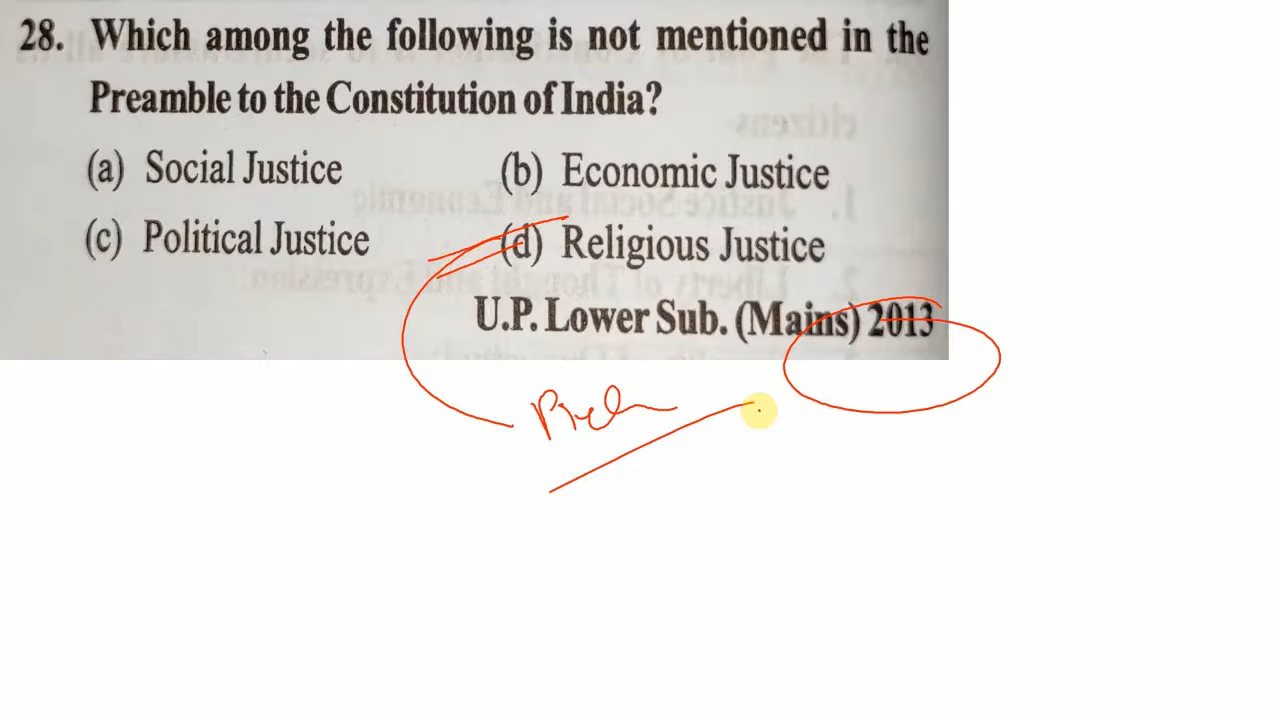 28. Which among the following is not mentioned in the
Preamble to the Constitution of India?
(a) Social Justice (b) Economic Justice
(c) Political Justice (d) Religious Justice
U.P. Lower Sub. (Mains) 2013